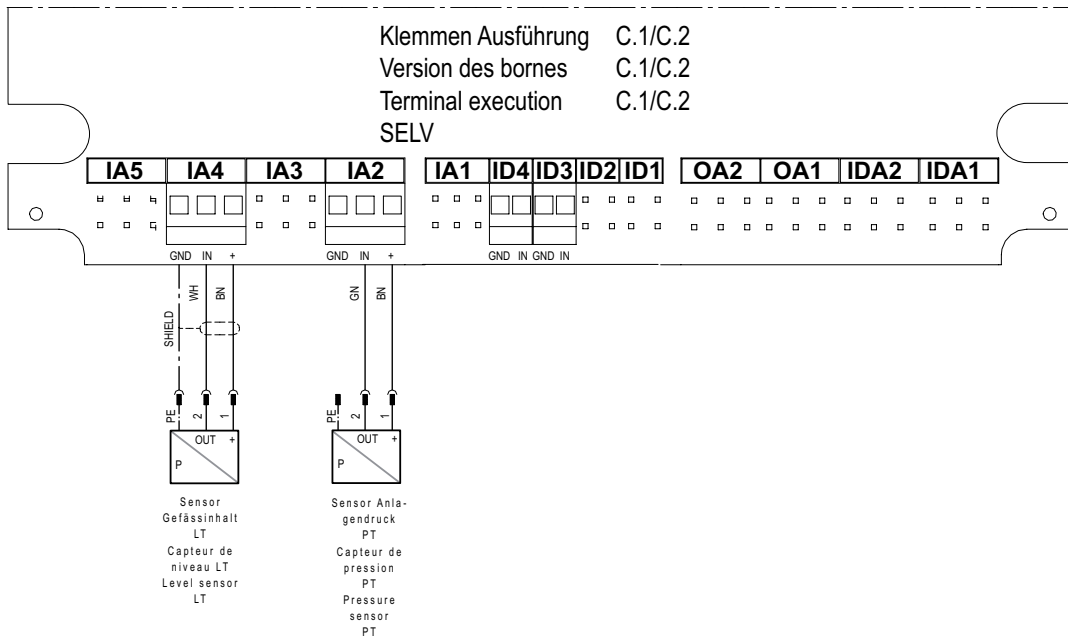 Klemmen Ausführung C.1/C.2
Version des bornes C.1/C.2
Terminal execution C.1/C.2
SELV
IA5 IA4 IA3 IA2 IA1 ID4 ID3 ID2 ID1 OA2 OA1 IDA2 IDA1
GND IN + GND IN + GND IN GND IN
WH BN GN BN
SHIELD
PE 2 1 PE 2 1
OUT + OUT +
P P
Sensor
Gefässinhalt
LT
Capteur de
niveau LT
Level sensor
LT
Sensor Anla-
gendruck
PT
Capteur de
pression
PT
Pressure
sensor
PT